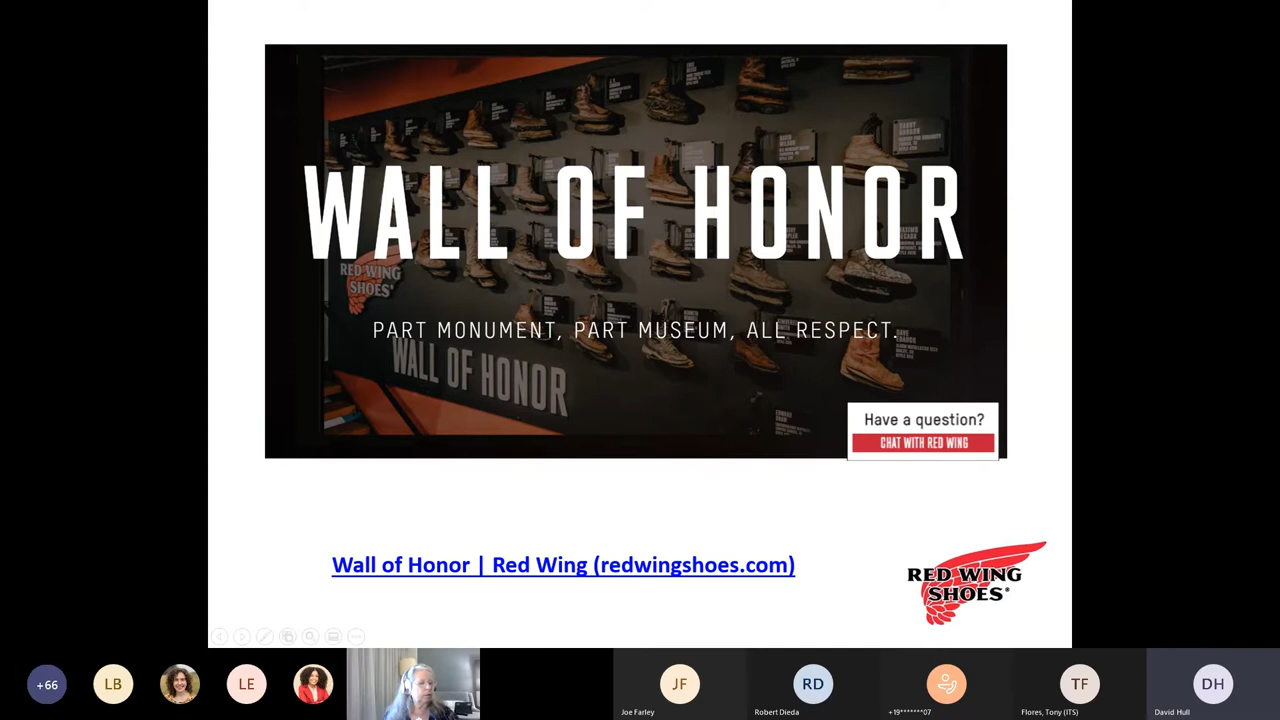 WALL OF HONOR
RED WING
SHOES
PART MONUMENT, PART MUSEUM, ALL RESPECT.
WALL OF HONOR
Have a question?
CHAT WITH RED WING
Wall of Honor | Red Wing (redwingshoes.com)
RED WING
SHOES®
+66
LB
LE
JF
RD
TF
DH
Joe Farley
Robert Dieda
+19*******07
Flores, Tony (ITS)
David Hull